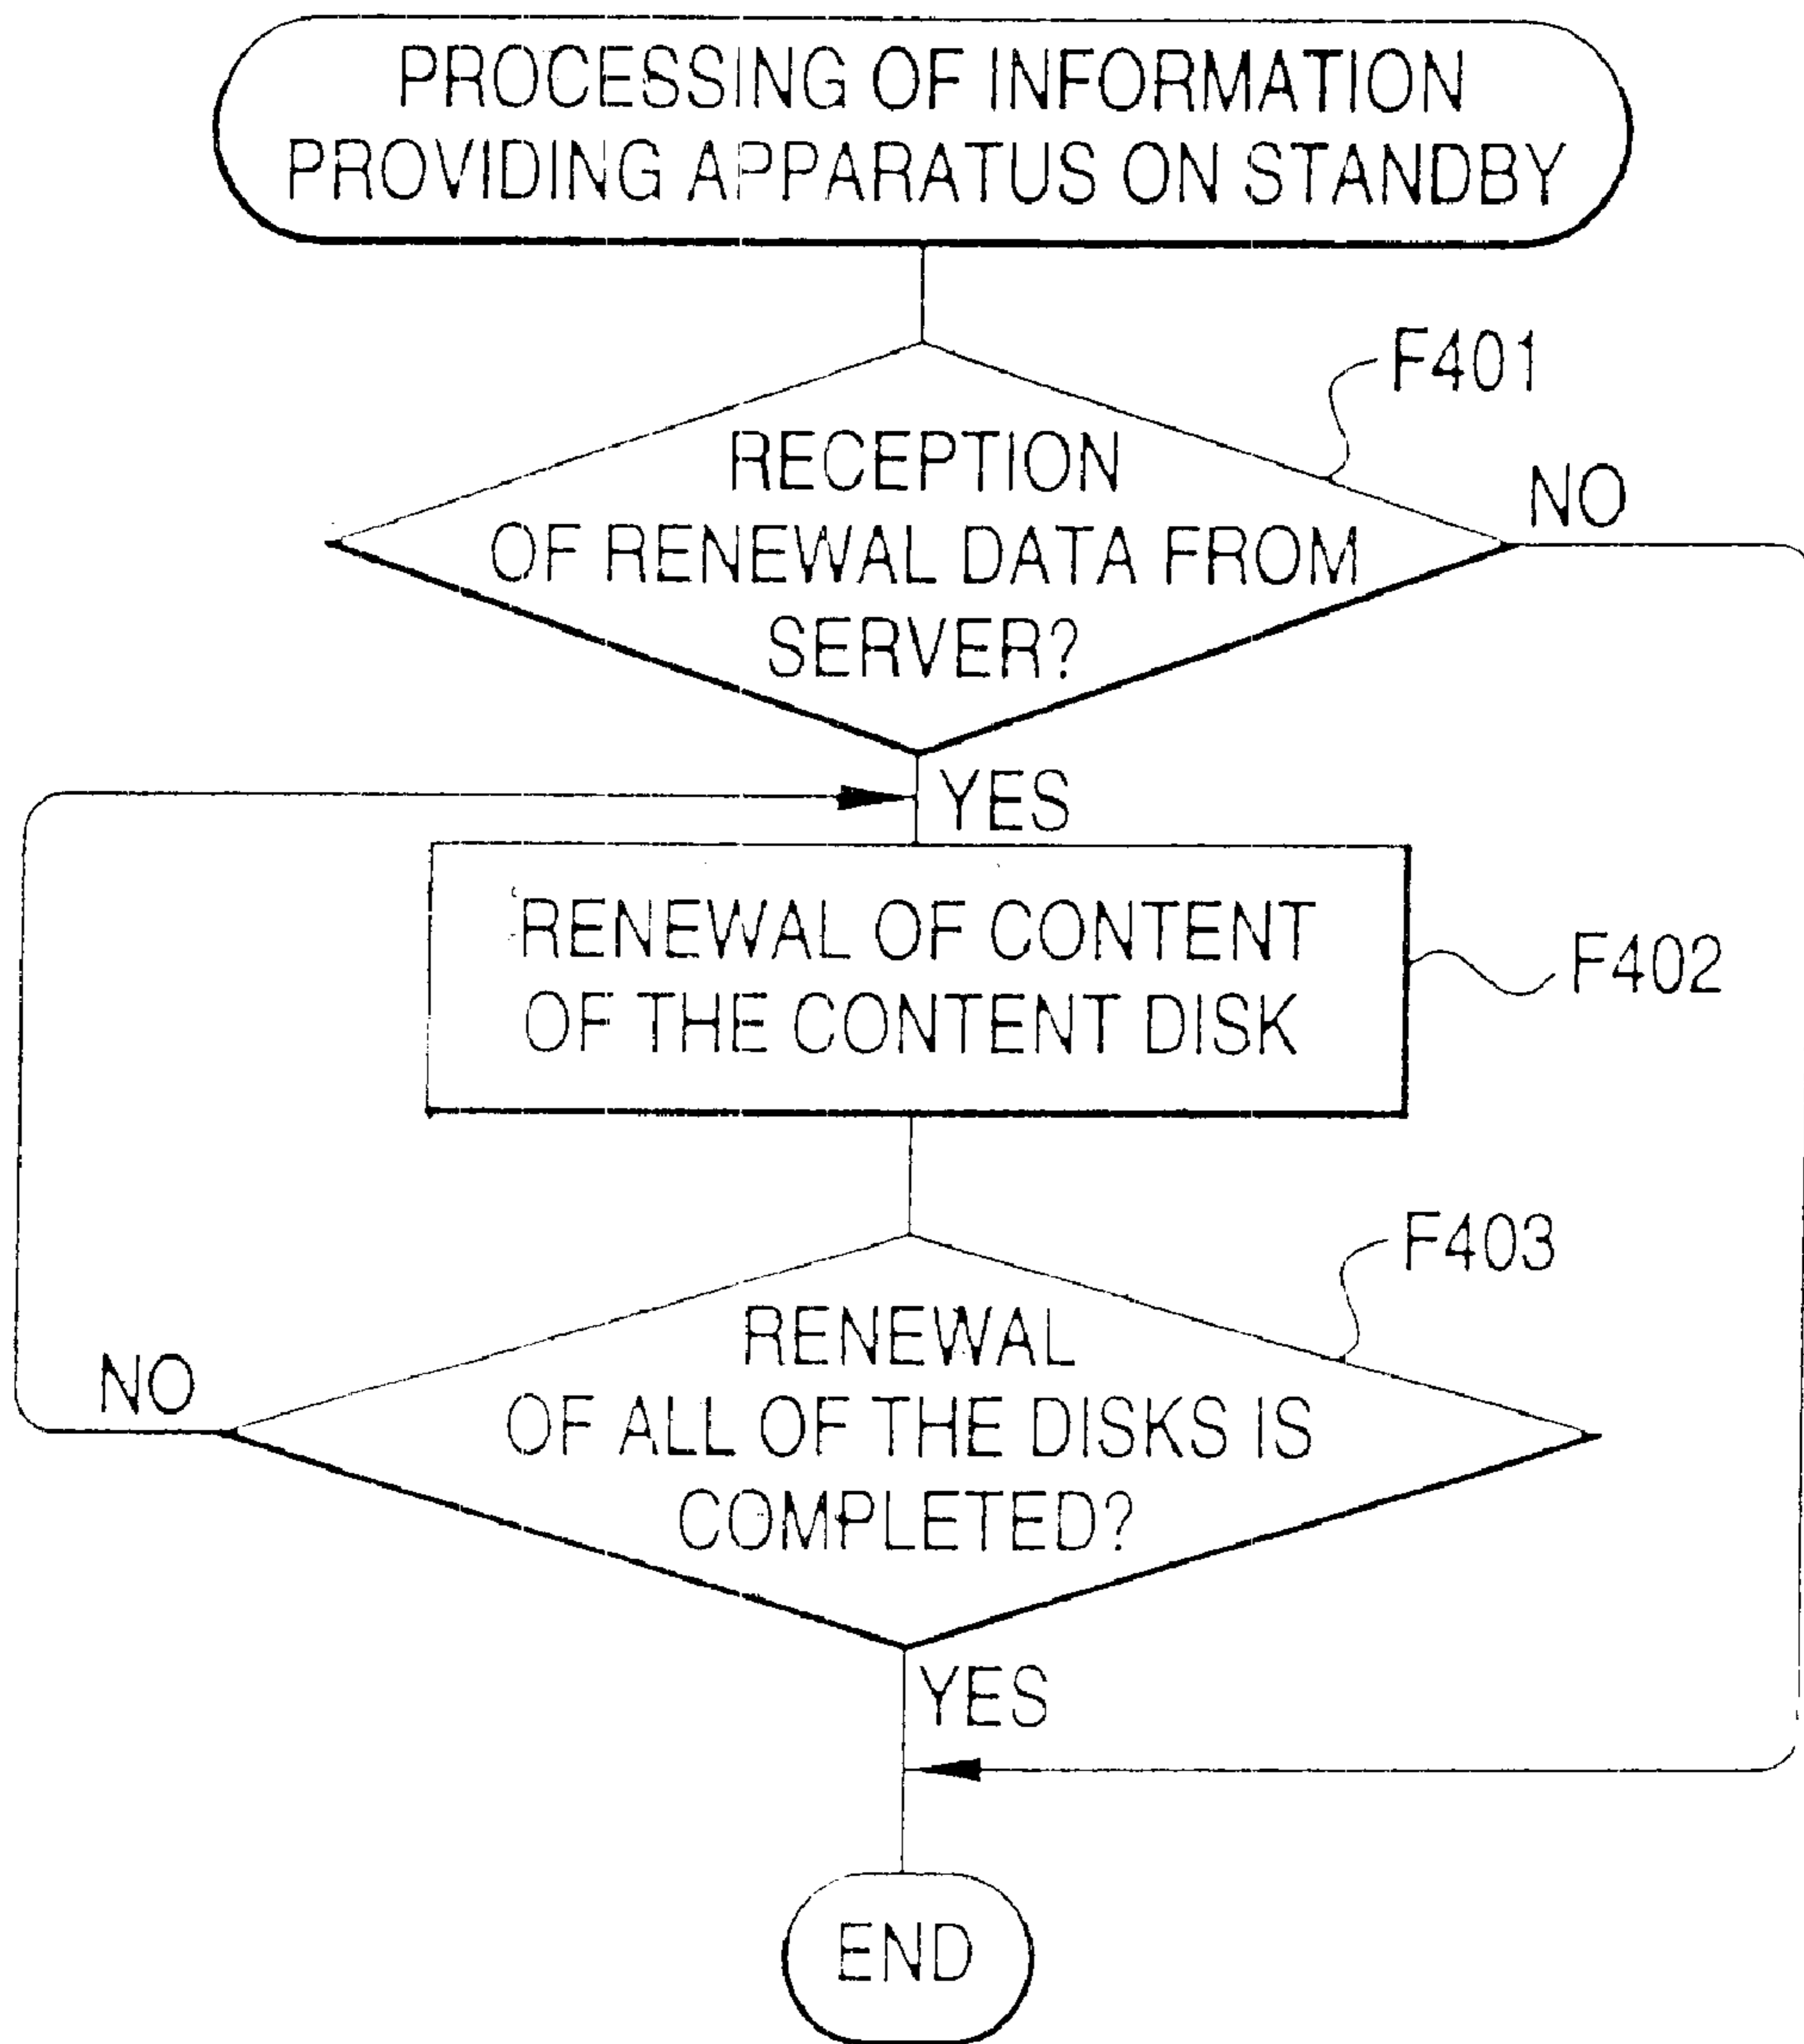 PROCESSING OF INFORMATION
PROVIDING APPARATUS ON STANDBY
F401
RECEPTION
OF RENEWAL DATA FROM
SERVER?
NO
YES
RENEWAL OF CONTENT
OF THE CONTENT DISK
F402
F403
RENEWAL
OF ALL OF THE DISKS IS
COMPLETED?
NO
YES
END